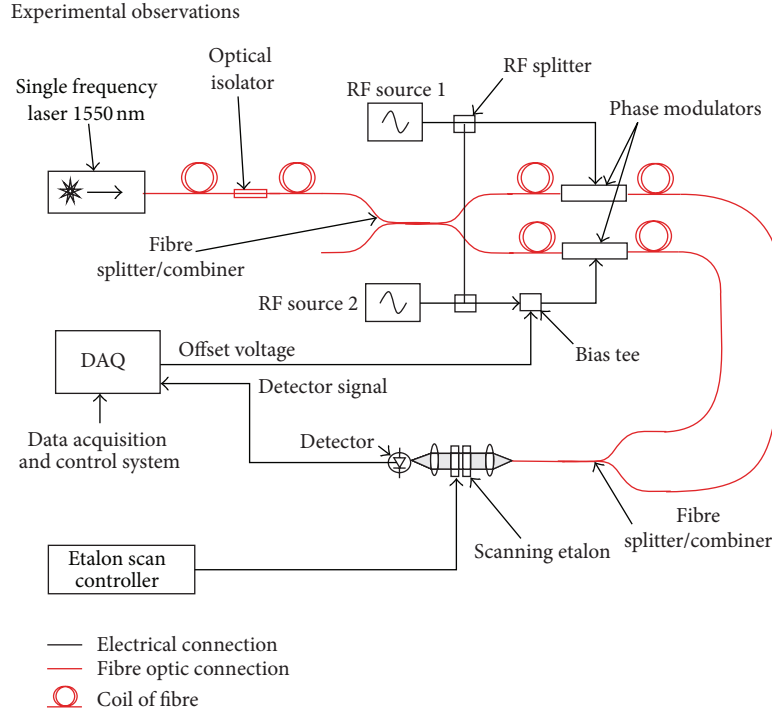 Experimental observations
Single frequency
laser 1550 nm
Optical
isolator
RF source 1
RF splitter
Phase modulators
Fibre
splitter/combiner
RF source 2
Bias tee
DAQ
Offset voltage
Detector signal
Data acquisition
and control system
Detector
Scanning etalon
Fibre
splitter/combiner
Etalon scan
controller
Electrical connection
Fibre optic connection
Coil of fibre